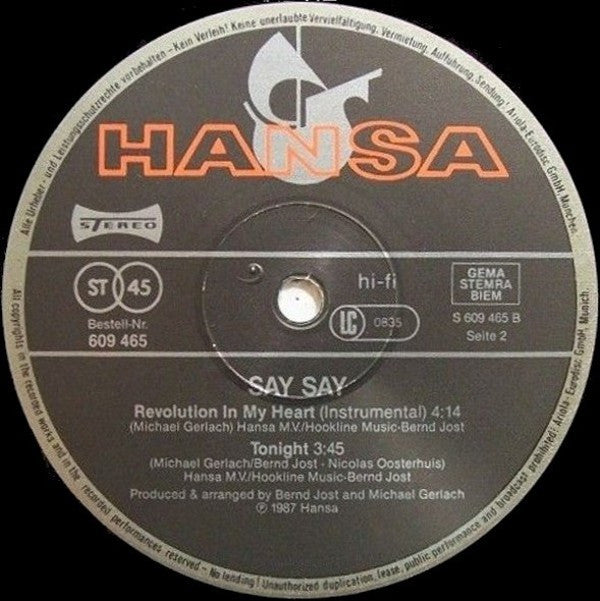 Alle Urheber- und Leistungsschutzrechte vorbehalten - Kein Verleih! Keine unerlaubte Vervielfältigung, Vermietung, Aufführung, Sendung! Ariola-Eurodisc GmbH, München.
HANSA
STEREO
ST 45
hi-fi
GEMA
STEMRA
BIEM
Bestell-Nr.
609 465
LC 0835
S 609 465 B
Seite 2
SAY SAY
Revolution In My Heart (Instrumental) 4:14
(Michael Gerlach) Hansa M.V./Hookline Music-Bernd Jost
Tonight 3:45
(Michael Gerlach/Bernd Jost - Nicolas Oosterhuis)
Hansa M.V./Hookline Music-Bernd Jost
Produced & arranged by Bernd Jost and Michael Gerlach
℗ 1987 Hansa
All copyrights in the recorded works and in the recorded performances reserved - No lending! Unauthorized duplication, lease, public performance and broadcast prohibited! Ariola-Eurodisc GmbH, Munich.